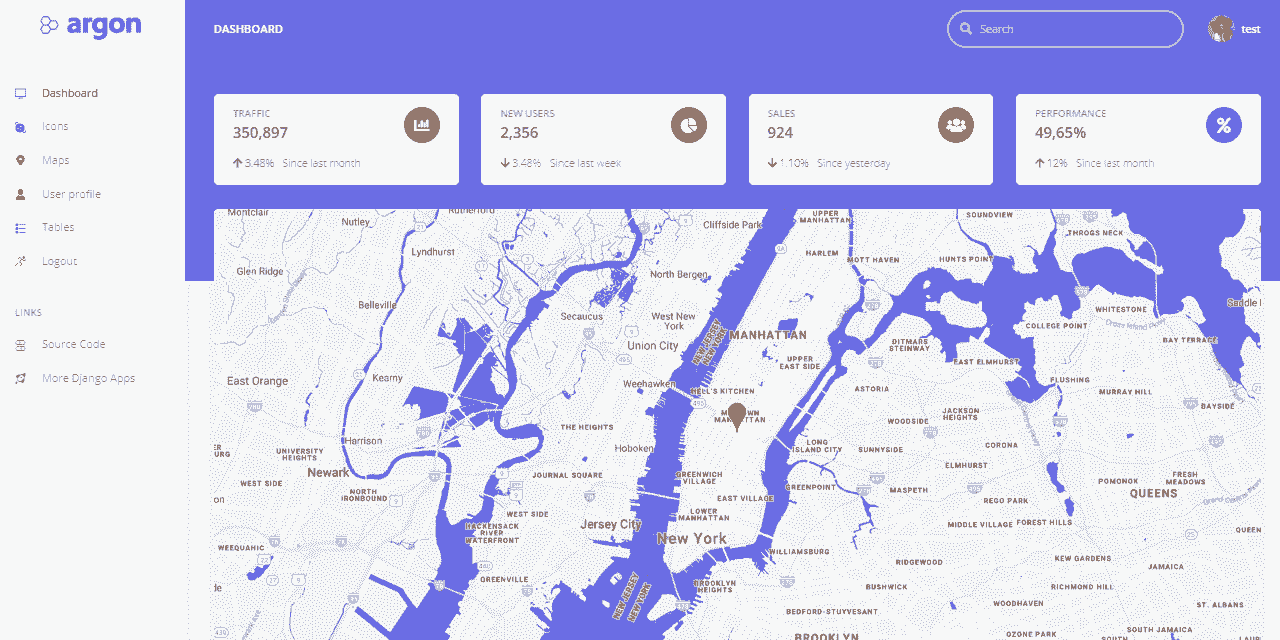 argon
Dashboard
Icons
Maps
User profile
Tables
Logout
LINKS
Source Code
More Django Apps
DASHBOARD
Search
test
TRAFFIC
350,897
3.48% Since last month
NEW USERS
2,356
3.48% Since last week
SALES
924
1.10% Since yesterday
PERFORMANCE
49,65%
12% Since last month
Montclair
Nutley
Rutherford
Cliffside Park
UPPER
MANHATTAN
SOUNDVIEW
THROGS NECK
Lyndhurst
HARLEM
MOTT HAVEN
HUNTS POINT
Glen Ridge
North Bergen
Belleville
Secaucus
West New
York
WHITESTONE
COLLEGE POINT
BAY TERRACE
MANHATTAN
NEW JERSEY
NEW YORK
Union City
DITMARS
STEINWAY
UPPER
EAST SIDE
EAST ELMHURST
East Orange
Kearny
Weehawken
HELL'S KITCHEN
ASTORIA
FLUSHING
MURRAY HILL
BAYSIDE
JACKSON
HEIGHTS
WOODSIDE
THE HEIGHTS
Harrison
Hoboken
LONG
ISLAND CITY
SUNNYSIDE
CORONA
UNIVERSITY
HEIGHTS
Newark
JOURNAL SQUARE
GREENWICH
VILLAGE
ELMHURST
FRESH
MEADOWS
POMONOK
QUEENS
WEST SIDE
NORTH
IRONBOUND
GREENPOINT
MASPETH
REGO PARK
EAST VILLAGE
WEST SIDE
LOWER
MANHATTAN
Jersey City
New York
MIDDLE VILLAGE
FOREST HILLS
QUEEN
HACKENSACK
RIVER
WATERFRONT
WEEQUAHIC
WILLIAMSBURG
KEW GARDENS
RIDGEWOOD
JAMAICA
GREENVILLE
NEW JERSEY
NEW YORK
BROOKLYN
HEIGHTS
BUSHWICK
RICHMOND HILL
BEDFORD-STUYVESANT
WOODHAVEN
ST. ALBANS
BROOKLYN
OZONE PARK
SOUTH JAMAICA